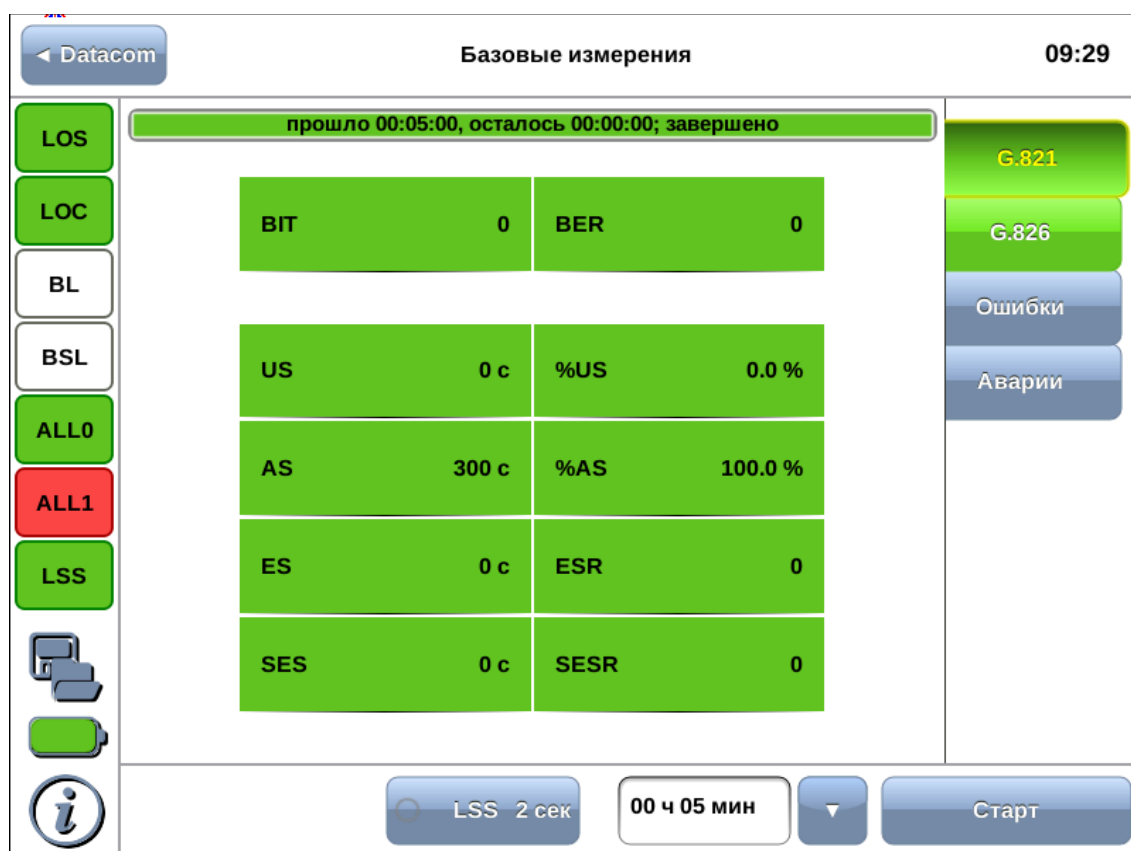 ◄ Datacom
Базовые измерения
09:29
LOS
LOC
BL
BSL
ALL0
ALL1
LSS
прошло 00:05:00, осталось 00:00:00; завершено
BIT 0 BER 0
US 0 с %US 0.0 %
AS 300 с %AS 100.0 %
ES 0 с ESR 0
SES 0 с SESR 0
G.821
G.826
Ошибки
Аварии
i
LSS 2 сек
00 ч 05 мин
▼
Старт